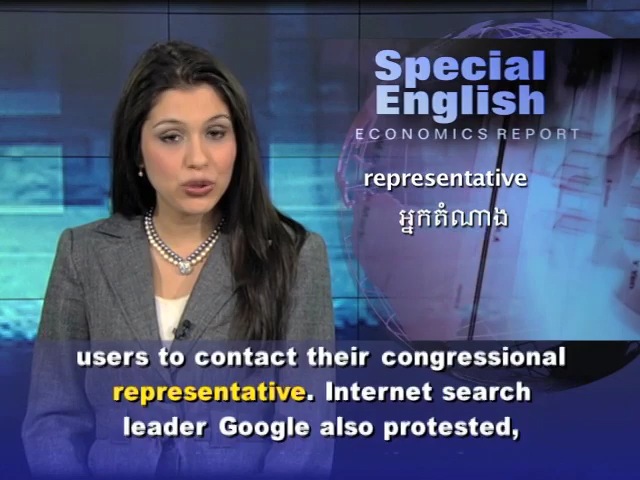 Special
English
ECONOMICS REPORT
representative
អ្នកតំណាង
users to contact their congressional
representative. Internet search
leader Google also protested,